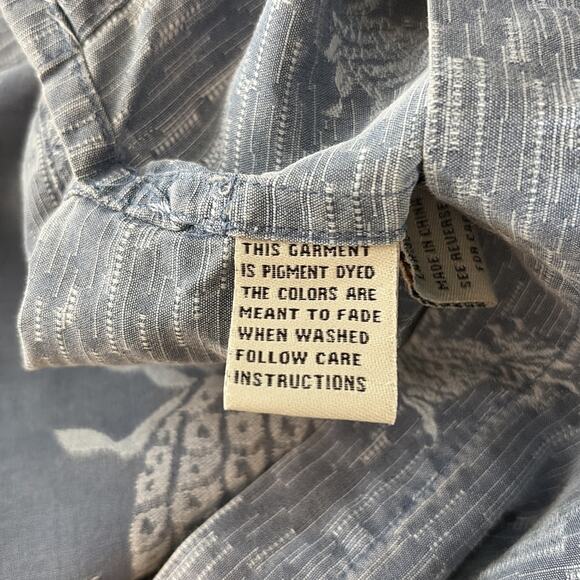 THIS GARMENT
IS PIGMENT DYED
THE COLORS ARE
MEANT TO FADE
WHEN WASHED
FOLLOW CARE
INSTRUCTIONS
MADE IN CHINA
SEE REVERSE
FOR